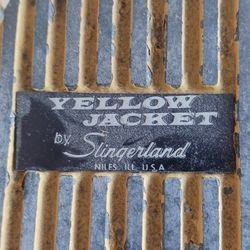 YELLOW
JACKET
by Slingerland
NILES, ILL. U.S.A.